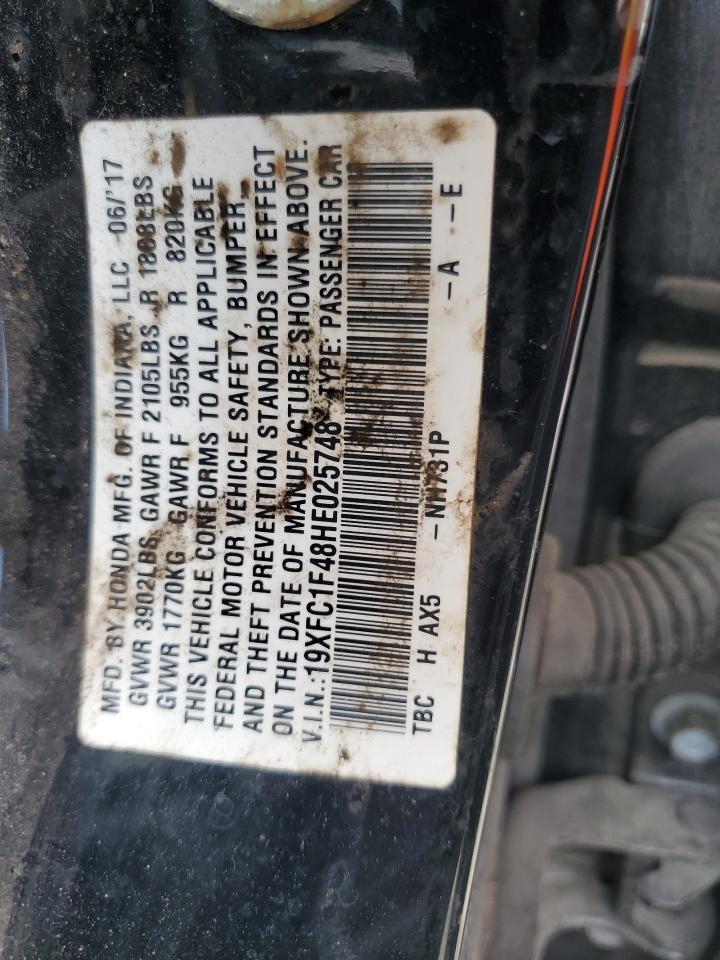 MFD. BY HONDA MFG. OF INDIANA, LLC 06/'17
GVWR 3902LBS GAWR F 2105LBS R 1808LBS
GVWR 1770KG GAWR F 955KG R 820KG
THIS VEHICLE CONFORMS TO ALL APPLICABLE
FEDERAL MOTOR VEHICLE SAFETY, BUMPER,
AND THEFT PREVENTION STANDARDS IN EFFECT
ON THE DATE OF MANUFACTURE SHOWN ABOVE.
V.I.N.: 19XFC1F48HE025748 TYPE: PASSENGER CAR
TBC H AX5 -NH731P -A -E